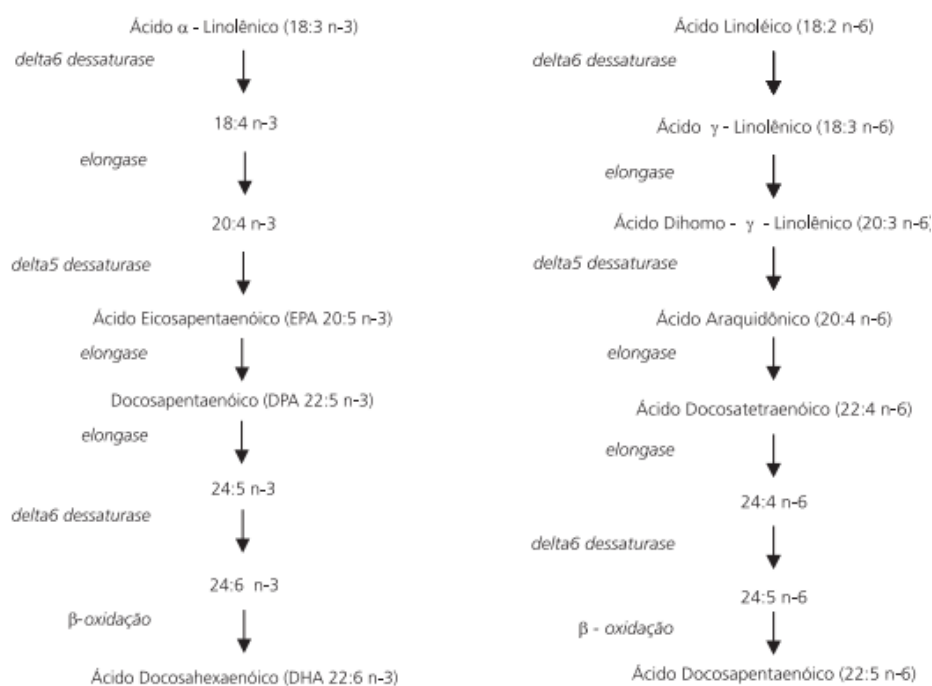 Ácido α - Linolênico (18:3 n-3)
delta6 dessaturase
18:4 n-3
elongase
20:4 n-3
delta5 dessaturase
Ácido Eicosapentaenóico (EPA 20:5 n-3)
elongase
Docosapentaenóico (DPA 22:5 n-3)
elongase
24:5 n-3
delta6 dessaturase
24:6 n-3
β-oxidação
Ácido Docosahexaenóico (DHA 22:6 n-3)
Ácido Linoléico (18:2 n-6)
delta6 dessaturase
Ácido γ - Linolênico (18:3 n-6)
elongase
Ácido Dihomo - γ - Linolênico (20:3 n-6)
delta5 dessaturase
Ácido Araquidônico (20:4 n-6)
elongase
Ácido Docosatetraenóico (22:4 n-6)
elongase
24:4 n-6
delta6 dessaturase
24:5 n-6
β - oxidação
Ácido Docosapentaenóico (22:5 n-6)